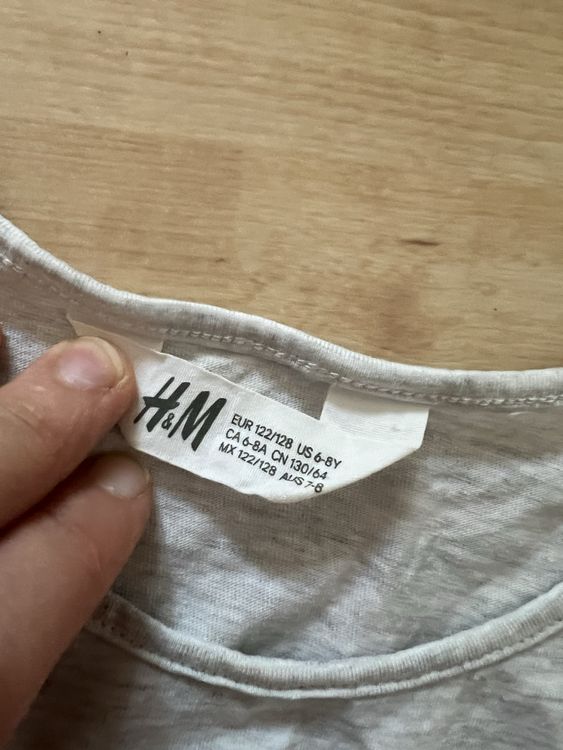 H&M
EUR 122/128 US 6-8Y
CA 6-8A CN 130/64
MX 122/128 AUS 7-8